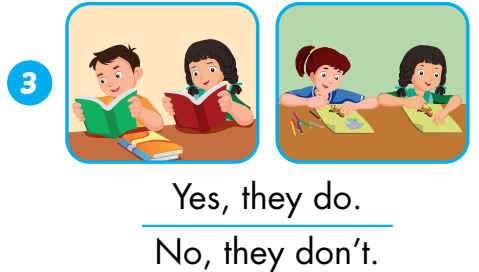 3
Yes, they do.
No, they don't.